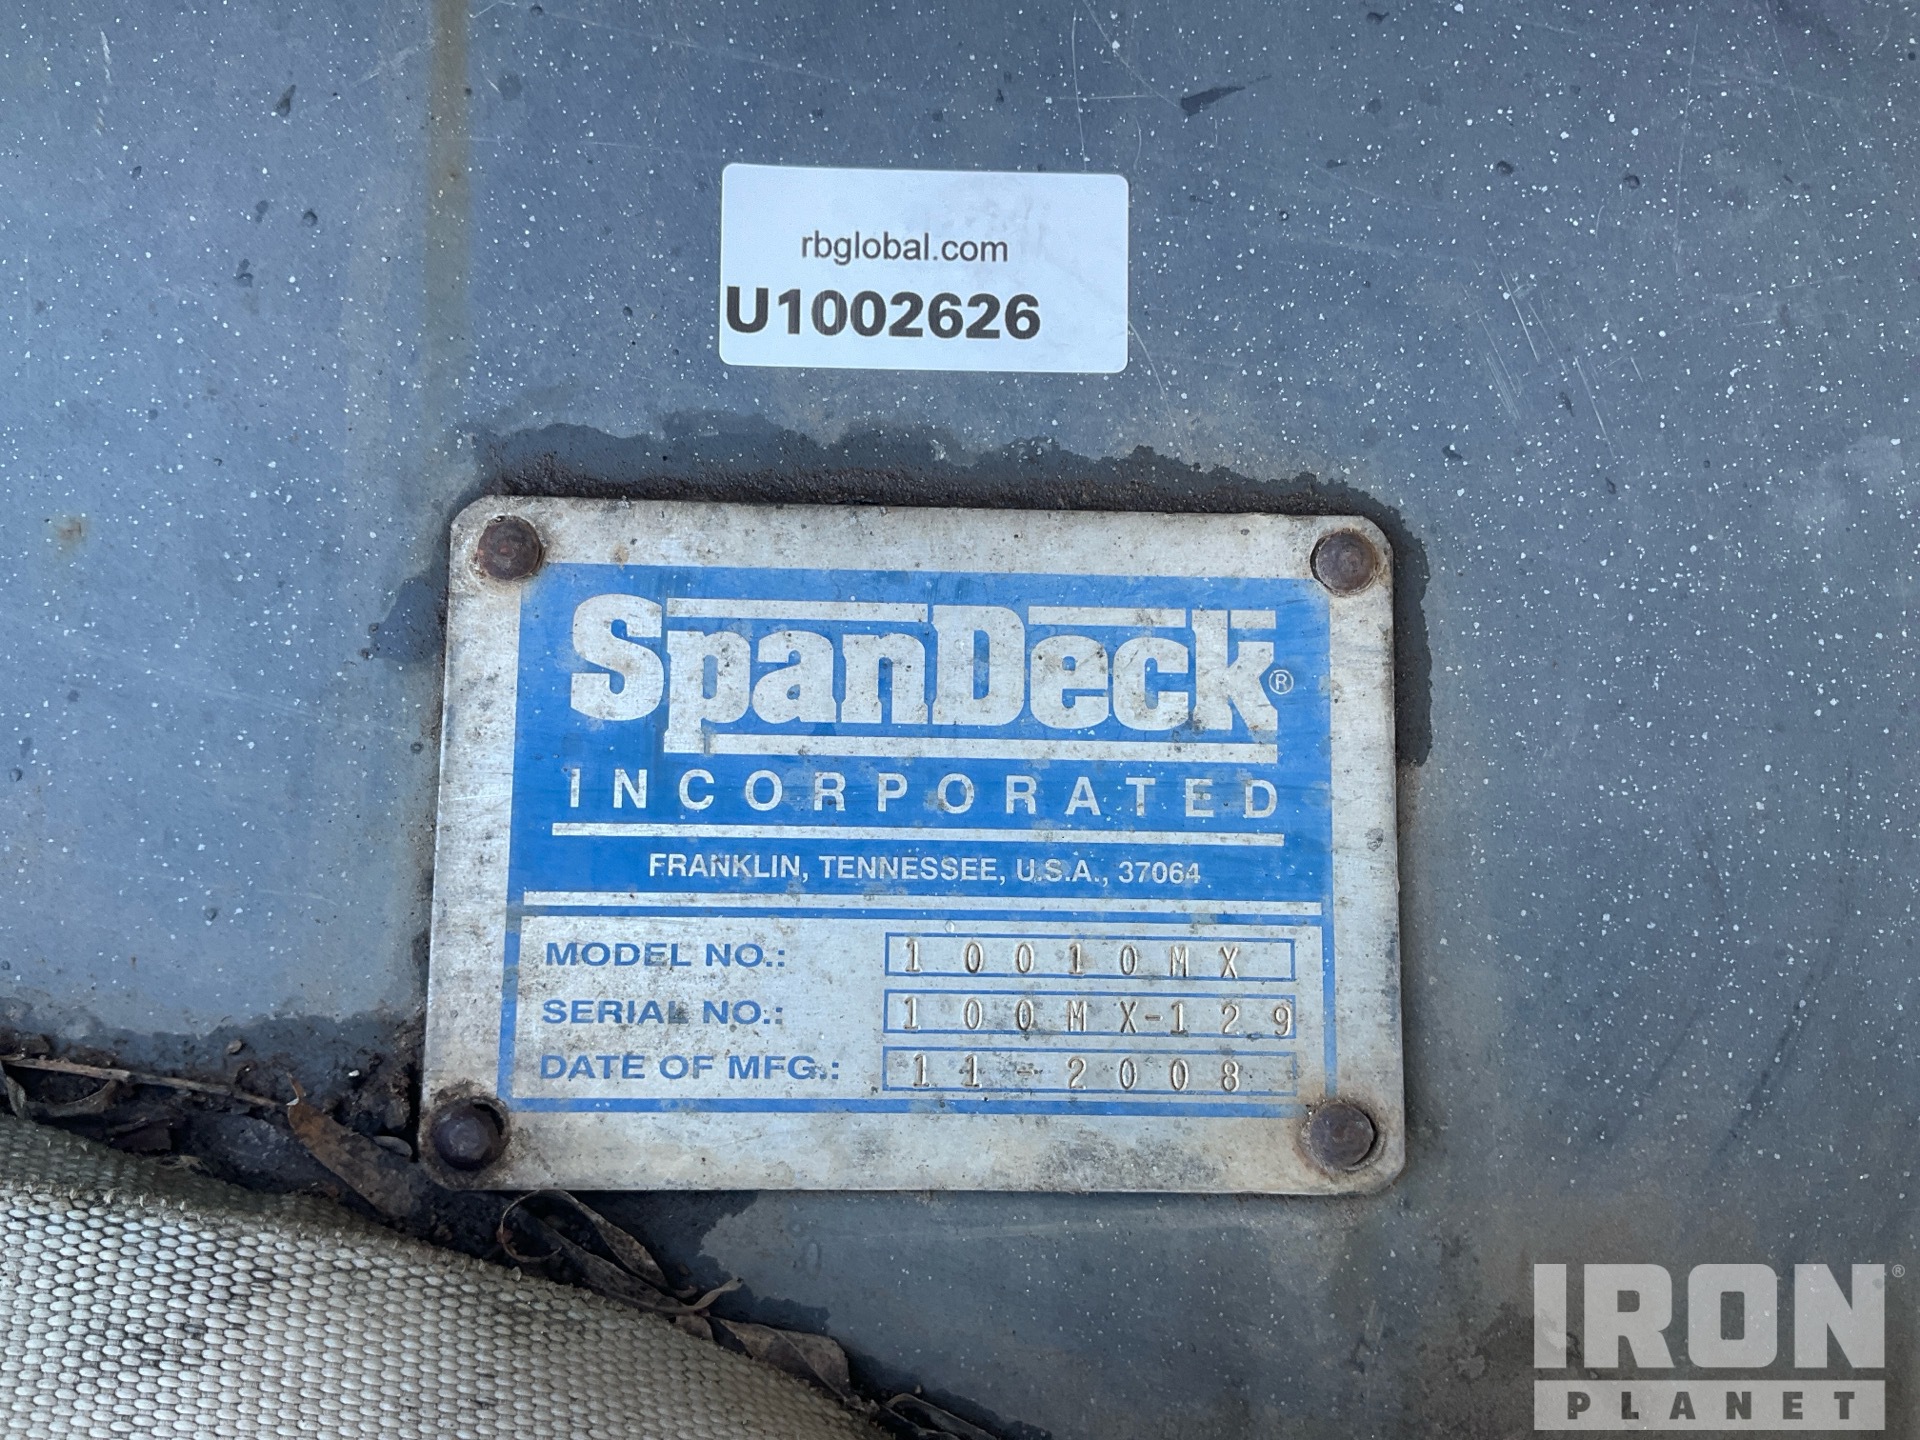 rbglobal.com
U1002626
SpanDeck®
INCORPORATED
FRANKLIN, TENNESSEE, U.S.A., 37064
MODEL NO.: 10010MX
SERIAL NO.: 100MX-129
DATE OF MFG.: 11-2008
IRON®
PLANET